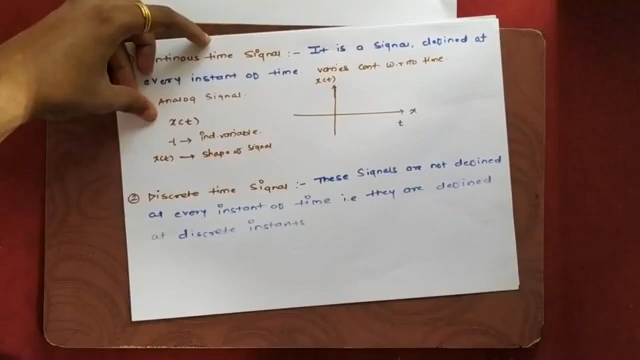 ntinous time Signal :- It is a Signal, defined at
every instant of time varies cont w.r.to time
Analog Signal.
x(t)
x(t)
t → ind. variable.
x
t
x(t) → Shape of Signal
② Discrete time Signal :- These Signals are not defined
at every instant of time i.e they are defined
at discrete instants